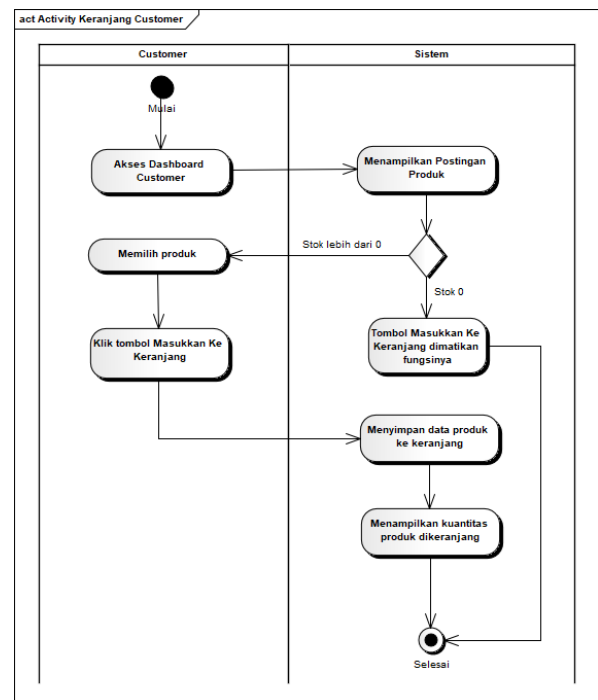 act Activity Keranjang Customer
Customer
Sistem
Mulai
Akses Dashboard
Customer
Menampilkan Postingan
Produk
Stok lebih dari 0
Memilih produk
Stok 0
Klik tombol Masukkan Ke
Keranjang
Tombol Masukkan Ke
Keranjang dimatikan
fungsinya
Menyimpan data produk
ke keranjang
Menampilkan kuantitas
produk dikeranjang
Selesai